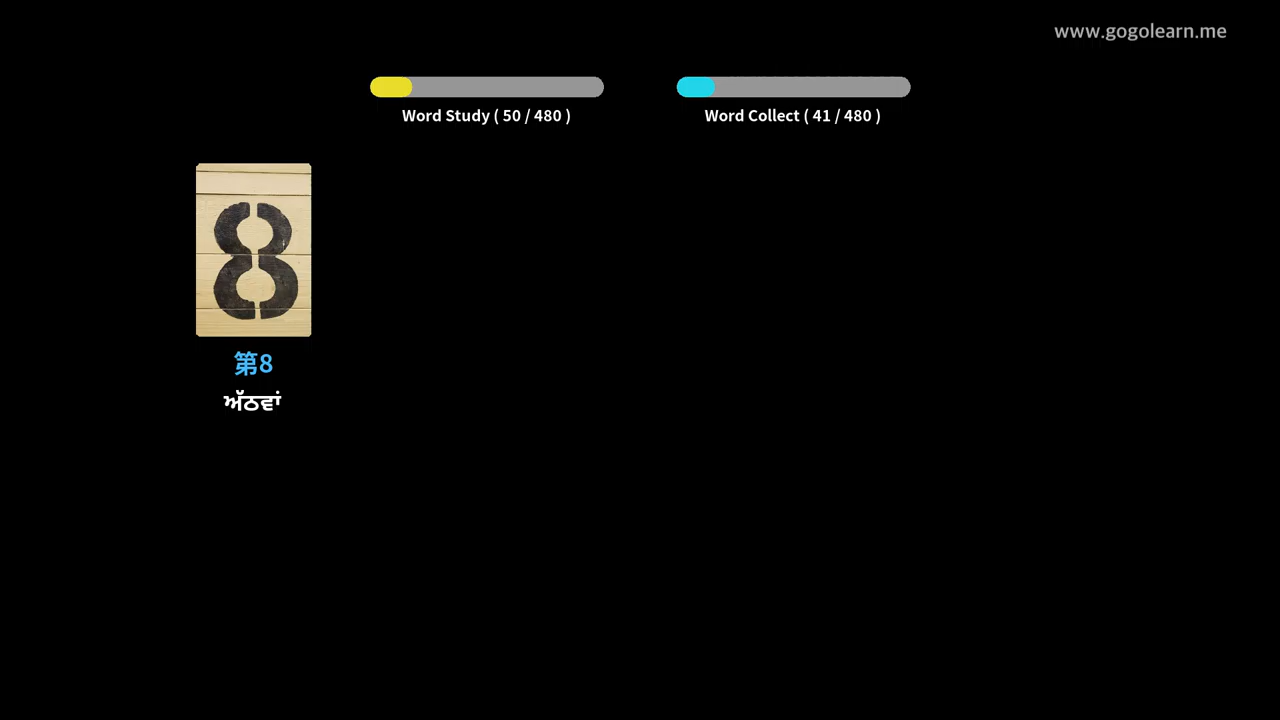 www.gogolearn.me
Word Study ( 50 / 480 )
Word Collect ( 41 / 480 )
8
第8
ਅੱਠਵਾਂ